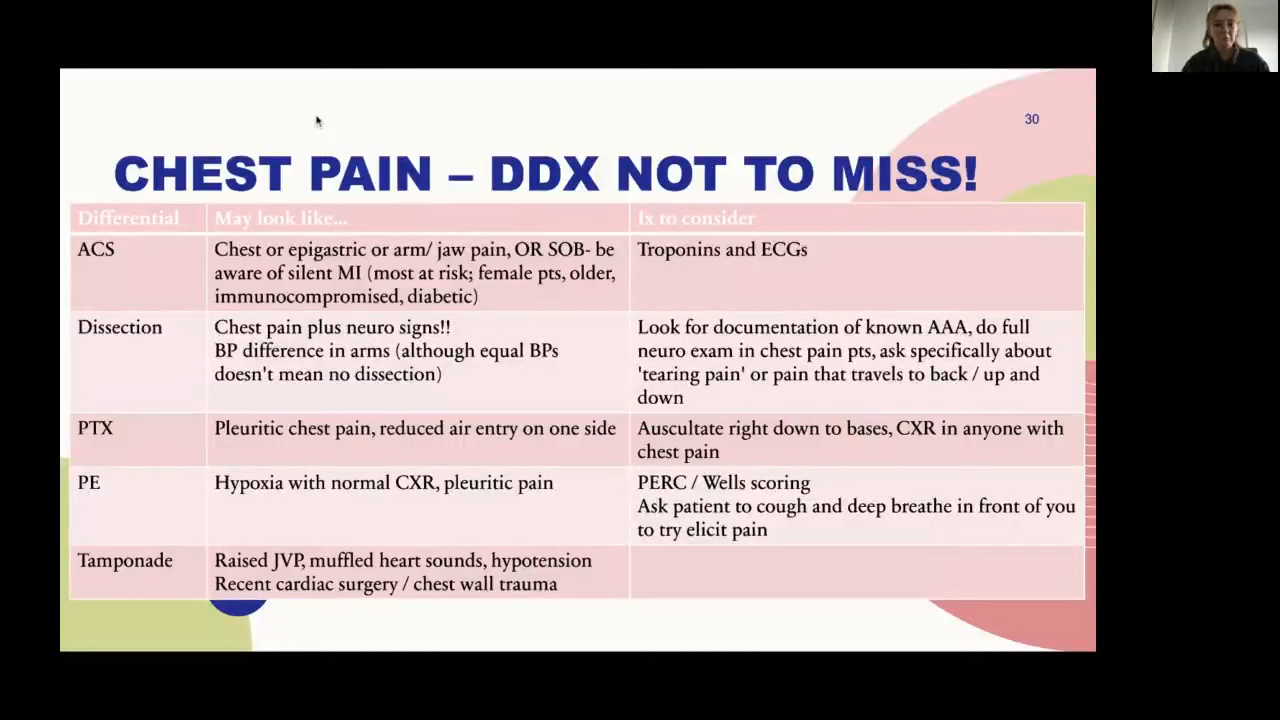 30
CHEST PAIN – DDX NOT TO MISS!
Differential
May look like...
Ix to consider
ACS
Chest or epigastric or arm/ jaw pain, OR SOB- be
aware of silent MI (most at risk; female pts, older,
immunocompromised, diabetic)
Troponins and ECGs
Dissection
Chest pain plus neuro signs!!
BP difference in arms (although equal BPs
doesn't mean no dissection)
Look for documentation of known AAA, do full
neuro exam in chest pain pts, ask specifically about
'tearing pain' or pain that travels to back / up and
down
PTX
Pleuritic chest pain, reduced air entry on one side
Auscultate right down to bases, CXR in anyone with
chest pain
PE
Hypoxia with normal CXR, pleuritic pain
PERC / Wells scoring
Ask patient to cough and deep breathe in front of you
to try elicit pain
Tamponade
Raised JVP, muffled heart sounds, hypotension
Recent cardiac surgery / chest wall trauma